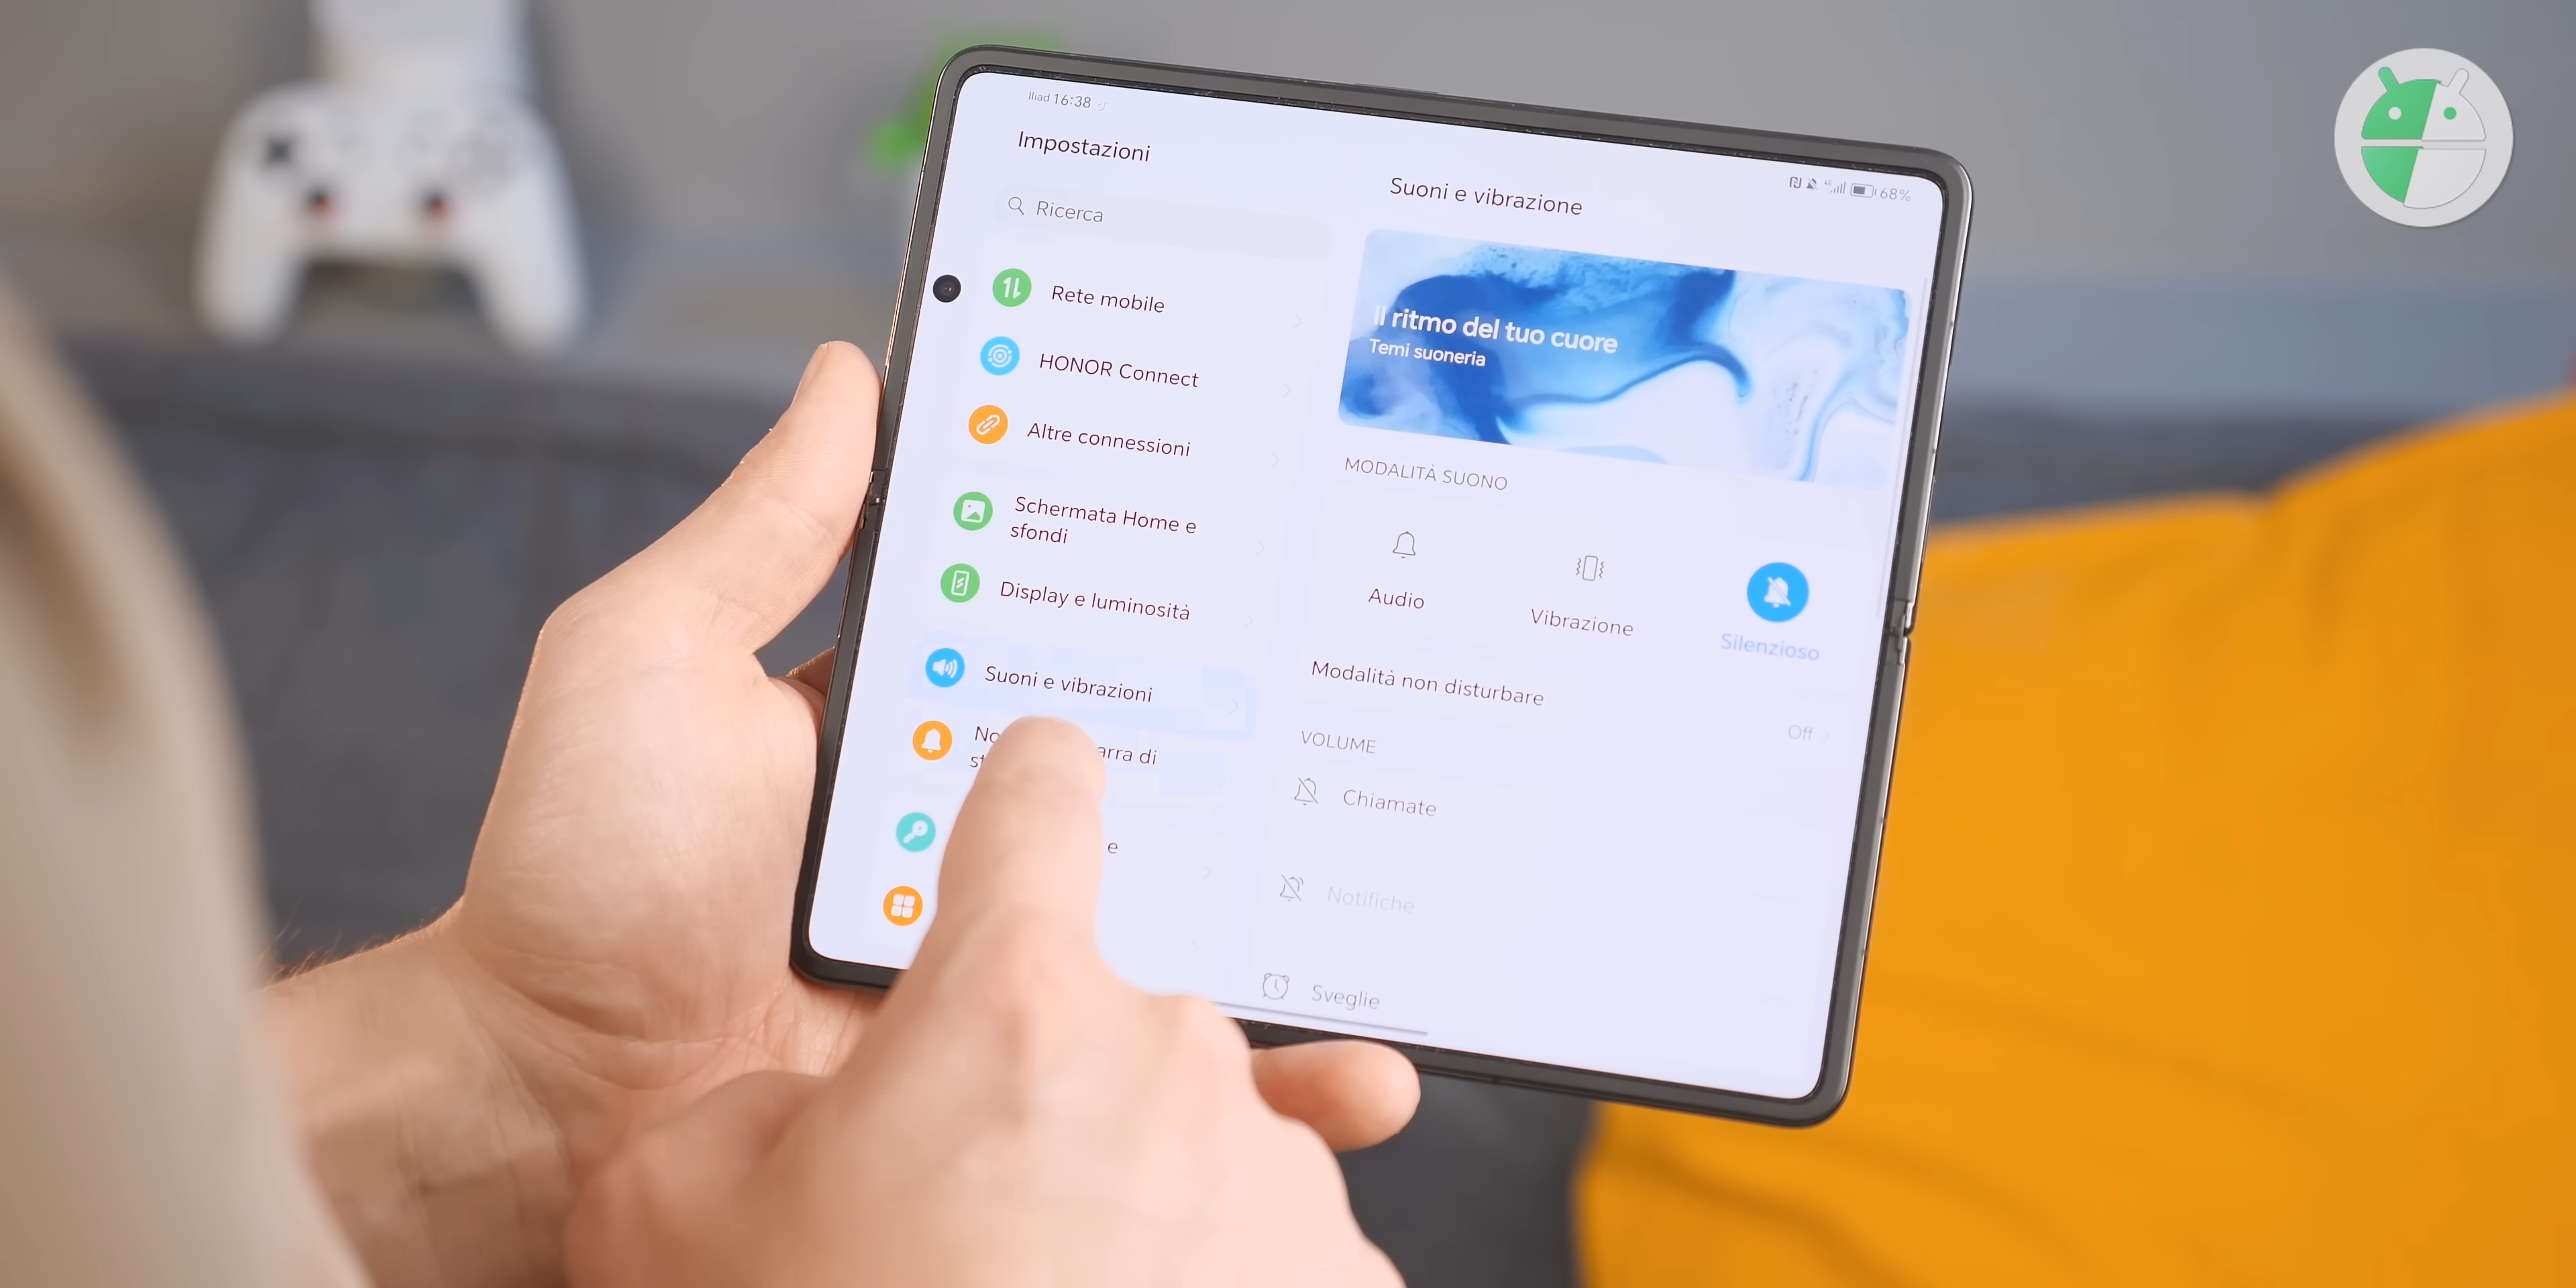 Iliad 16:38
68%
Impostazioni
Ricerca
Rete mobile
HONOR Connect
Altre connessioni
Schermata Home e
sfondi
Display e luminosità
Suoni e vibrazioni
di
e
Suoni e vibrazione
Il ritmo del tuo cuore
Temi suoneria
MODALITÀ SUONO
Audio
Vibrazione
Silenzioso
Modalità non disturbare
Off
VOLUME
Chiamate
Notifiche
Sveglie